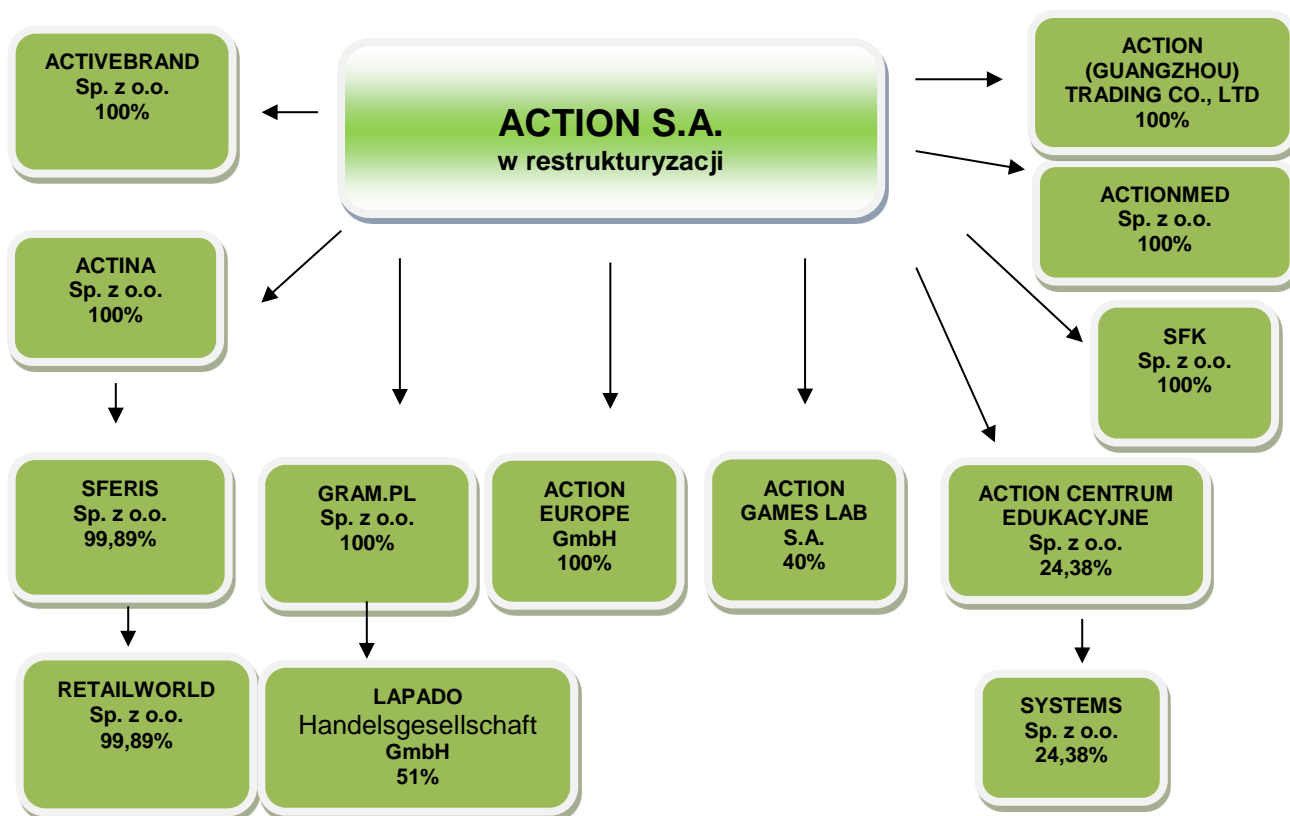 ACTIVEBRAND
Sp. z o.o.
100%
ACTION S.A.
w restrukturyzacji
ACTION
(GUANGZHOU)
TRADING CO., LTD
100%
ACTIONMED
Sp. z o.o.
100%
ACTINA
Sp. z o.o.
100%
SFK
Sp. z o.o.
100%
SFERIS
Sp. z o.o.
99,89%
GRAM.PL
Sp. z o.o.
100%
ACTION
EUROPE
GmbH
100%
ACTION
GAMES LAB
S.A.
40%
ACTION CENTRUM
EDUKACYJNE
Sp. z o.o.
24,38%
RETAILWORLD
Sp. z o.o.
99,89%
LAPADO
Handelsgesellschaft
GmbH
51%
SYSTEMS
Sp. z o.o.
24,38%